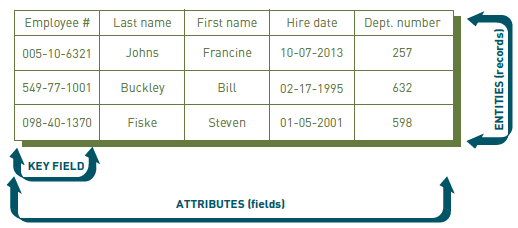 Employee # Last name First name Hire date Dept. number
005-10-6321 Johns Francine 10-07-2013 257
549-77-1001 Buckley Bill 02-17-1995 632
098-40-1370 Fiske Steven 01-05-2001 598
ENTITIES (records)
KEY FIELD
ATTRIBUTES (fields)